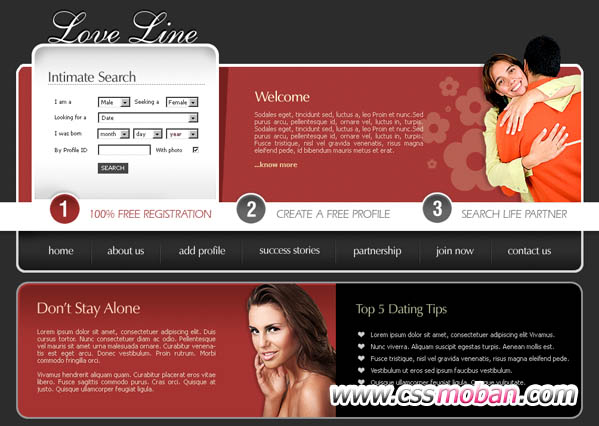 Love Line
Intimate Search
I am a Male Seeking a Female
Looking for a Date
I was born month day year
By Profile ID With photo
SEARCH
Welcome
Sodales eget, tincidunt sed, luctus a, leo Proin et nunc.Sed
purus arcu, pellentesque id, ornare vel, luctus in, turpis.
Sodales eget, tincidunt sed, luctus a, leo Proin et nunc.Sed
purus arcu, pellentesque id, ornare vel, luctus in, turpis.
Fusce tristique, nisl vel gravida venenatis, risus magna
eleifend pede, id bibendum mauris metus et erat.
...know more
1 100% FREE REGISTRATION
2 CREATE A FREE PROFILE
3 SEARCH LIFE PARTNER
home about us add profile success stories partnership join now contact us
Don't Stay Alone
Lorem ipsum dolor sit amet, consectetuer adipiscing elit. Duis
cursus. Nunc consectetuer diam ac odio. Pellentesque
tempus neque sit amet est. Curabitur venena-
tis est eget arcu. Donec vestibulum. Proin rutrum. Morbi
commodo fringilla orci.
Vivamus hendrerit aliquam quam. Curabitur placerat libero
vitae. Fusce sagittis commodo purus. Cras orci. Quisque at
justo. Quisque ullamcorper feugiat ligula.
Top 5 Dating Tips
Lorem ipsum dolor sit amet, consectetuer adipiscing elit Vivamus.
Nunc viverra. Aliquam suscipit egestas turpis. Aenean mollis est.
Fusce tristique, nisl vel gravida venenatis, risus magna eleifend pede.
Vestibulum ut eros sed ipsum faucibus vestibulum.
Quisque ullamcorper feugiat ligula. Quisque vulputate.
www.cssmoban.com